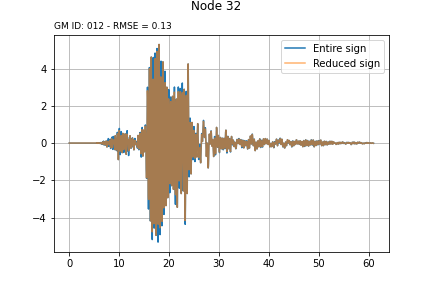 Node 32
GM ID: 012 - RMSE = 0.13
Entire sign
Reduced sign
4
2
0
−2
−4
0 10 20 30 40 50 60